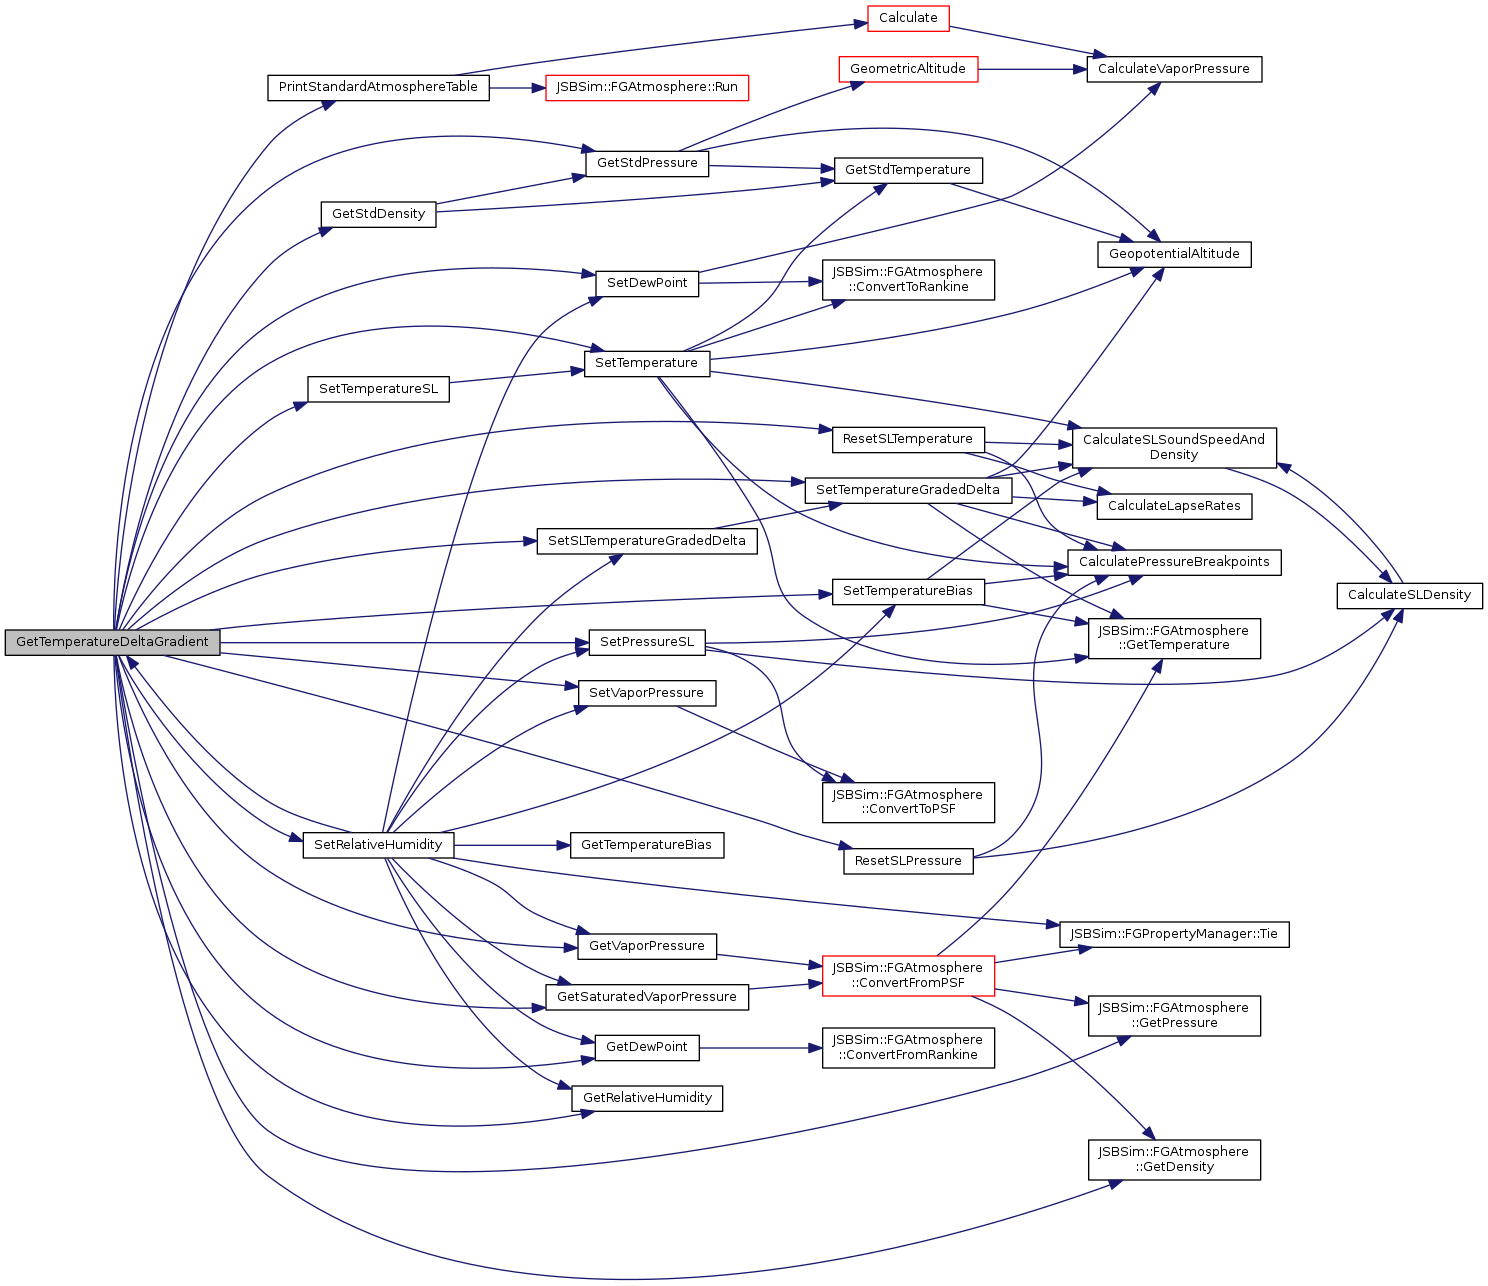 Calculate
GeometricAltitude
CalculateVaporPressure
PrintStandardAtmosphereTable
JSBSim::FGAtmosphere::Run
GetStdPressure
GetStdTemperature
GetStdDensity
GeopotentialAltitude
SetDewPoint
JSBSim::FGAtmosphere
::ConvertToRankine
SetTemperature
SetTemperatureSL
ResetSLTemperature
CalculateSLSoundSpeedAnd
Density
SetTemperatureGradedDelta
CalculateLapseRates
SetSLTemperatureGradedDelta
CalculatePressureBreakpoints
SetTemperatureBias
CalculateSLDensity
GetTemperatureDeltaGradient
SetPressureSL
JSBSim::FGAtmosphere
::GetTemperature
SetVaporPressure
JSBSim::FGAtmosphere
::ConvertToPSF
SetRelativeHumidity
GetTemperatureBias
ResetSLPressure
JSBSim::FGPropertyManager::Tie
GetVaporPressure
JSBSim::FGAtmosphere
::ConvertFromPSF
GetSaturatedVaporPressure
JSBSim::FGAtmosphere
::GetPressure
GetDewPoint
JSBSim::FGAtmosphere
::ConvertFromRankine
GetRelativeHumidity
JSBSim::FGAtmosphere
::GetDensity